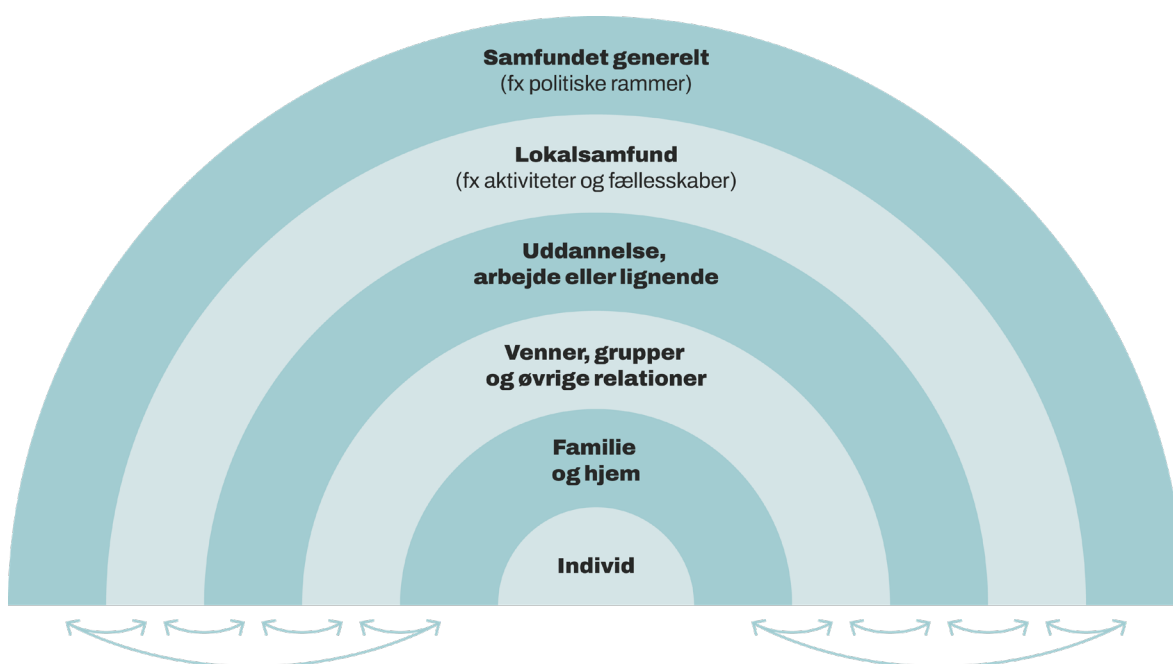 Samfundet generelt
(fx politiske rammer)
Lokalsamfund
(fx aktiviteter og fællesskaber)
Uddannelse,
arbejde eller lignende
Venner, grupper
og øvrige relationer
Familie
og hjem
Individ